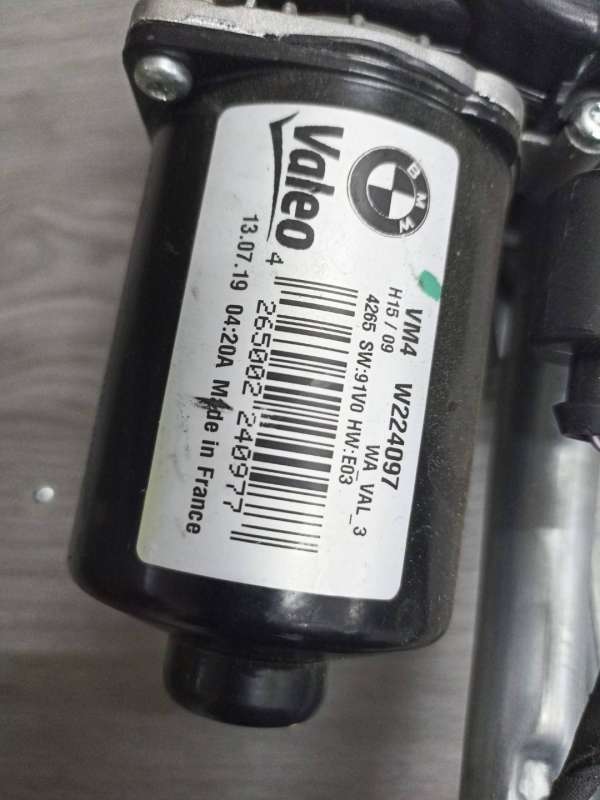 BMW
VM4 W224097
H15 / 09 WA_VAL_3
4265 SW:91V0 HW:E03
Valeo
4 265002 240977
13.07.19 04:20A Made in France